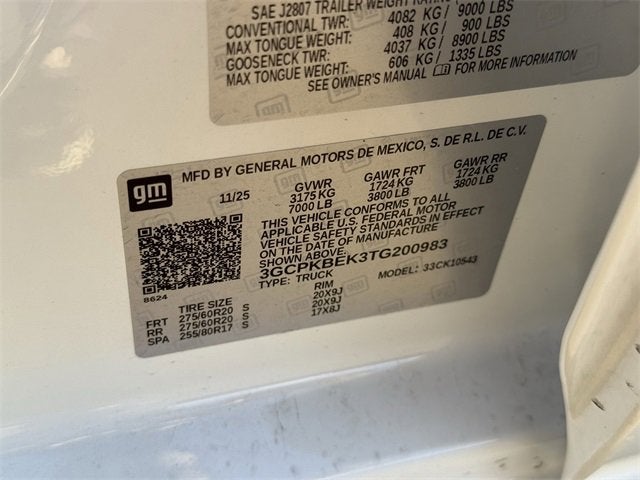 SAE J2807 TRAILER WEIGHT RATING
CONVENTIONAL TWR: 4082 KG / 9000 LBS
MAX TONGUE WEIGHT: 408 KG / 900 LBS
GOOSENECK TWR: 4037 KG / 8900 LBS
MAX TONGUE WEIGHT: 606 KG / 1335 LBS
SEE OWNER'S MANUAL FOR MORE INFORMATION
gm
MFD BY GENERAL MOTORS DE MEXICO, S. DE R.L. DE C.V.
11/25 GVWR GAWR FRT GAWR RR
3175 KG 1724 KG 1724 KG
7000 LB 3800 LB 3800 LB
THIS VEHICLE CONFORMS TO ALL
APPLICABLE U.S. FEDERAL MOTOR
VEHICLE SAFETY STANDARDS IN EFFECT
ON THE DATE OF MANUFACTURE
SHOWN ABOVE.
3GCPKBEK3TG200983
TYPE: TRUCK MODEL: 33CK10543
8624
TIRE SIZE RIM
FRT 275/60R20 S 20X9J
RR 275/60R20 S 20X9J
SPA 255/80R17 S 17X8J